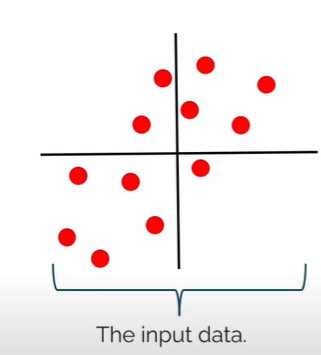 The input data.